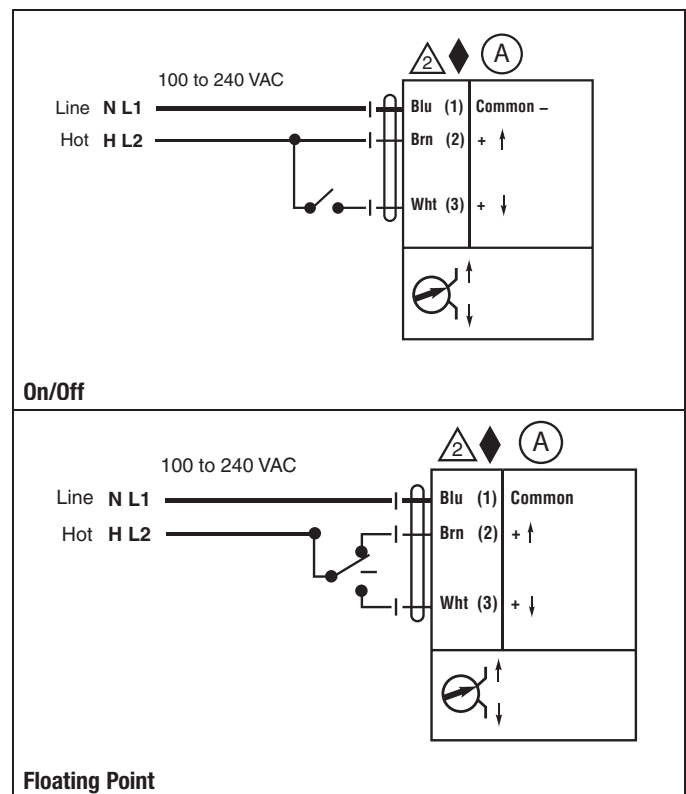 2 A
100 to 240 VAC
Line N L1 Blu (1) Common –
Hot H L2 Brn (2) + ↑
Wht (3) + ↓
On/Off
2 A
100 to 240 VAC
Line N L1 Blu (1) Common
Hot H L2 Brn (2) + ↑
Wht (3) + ↓
Floating Point